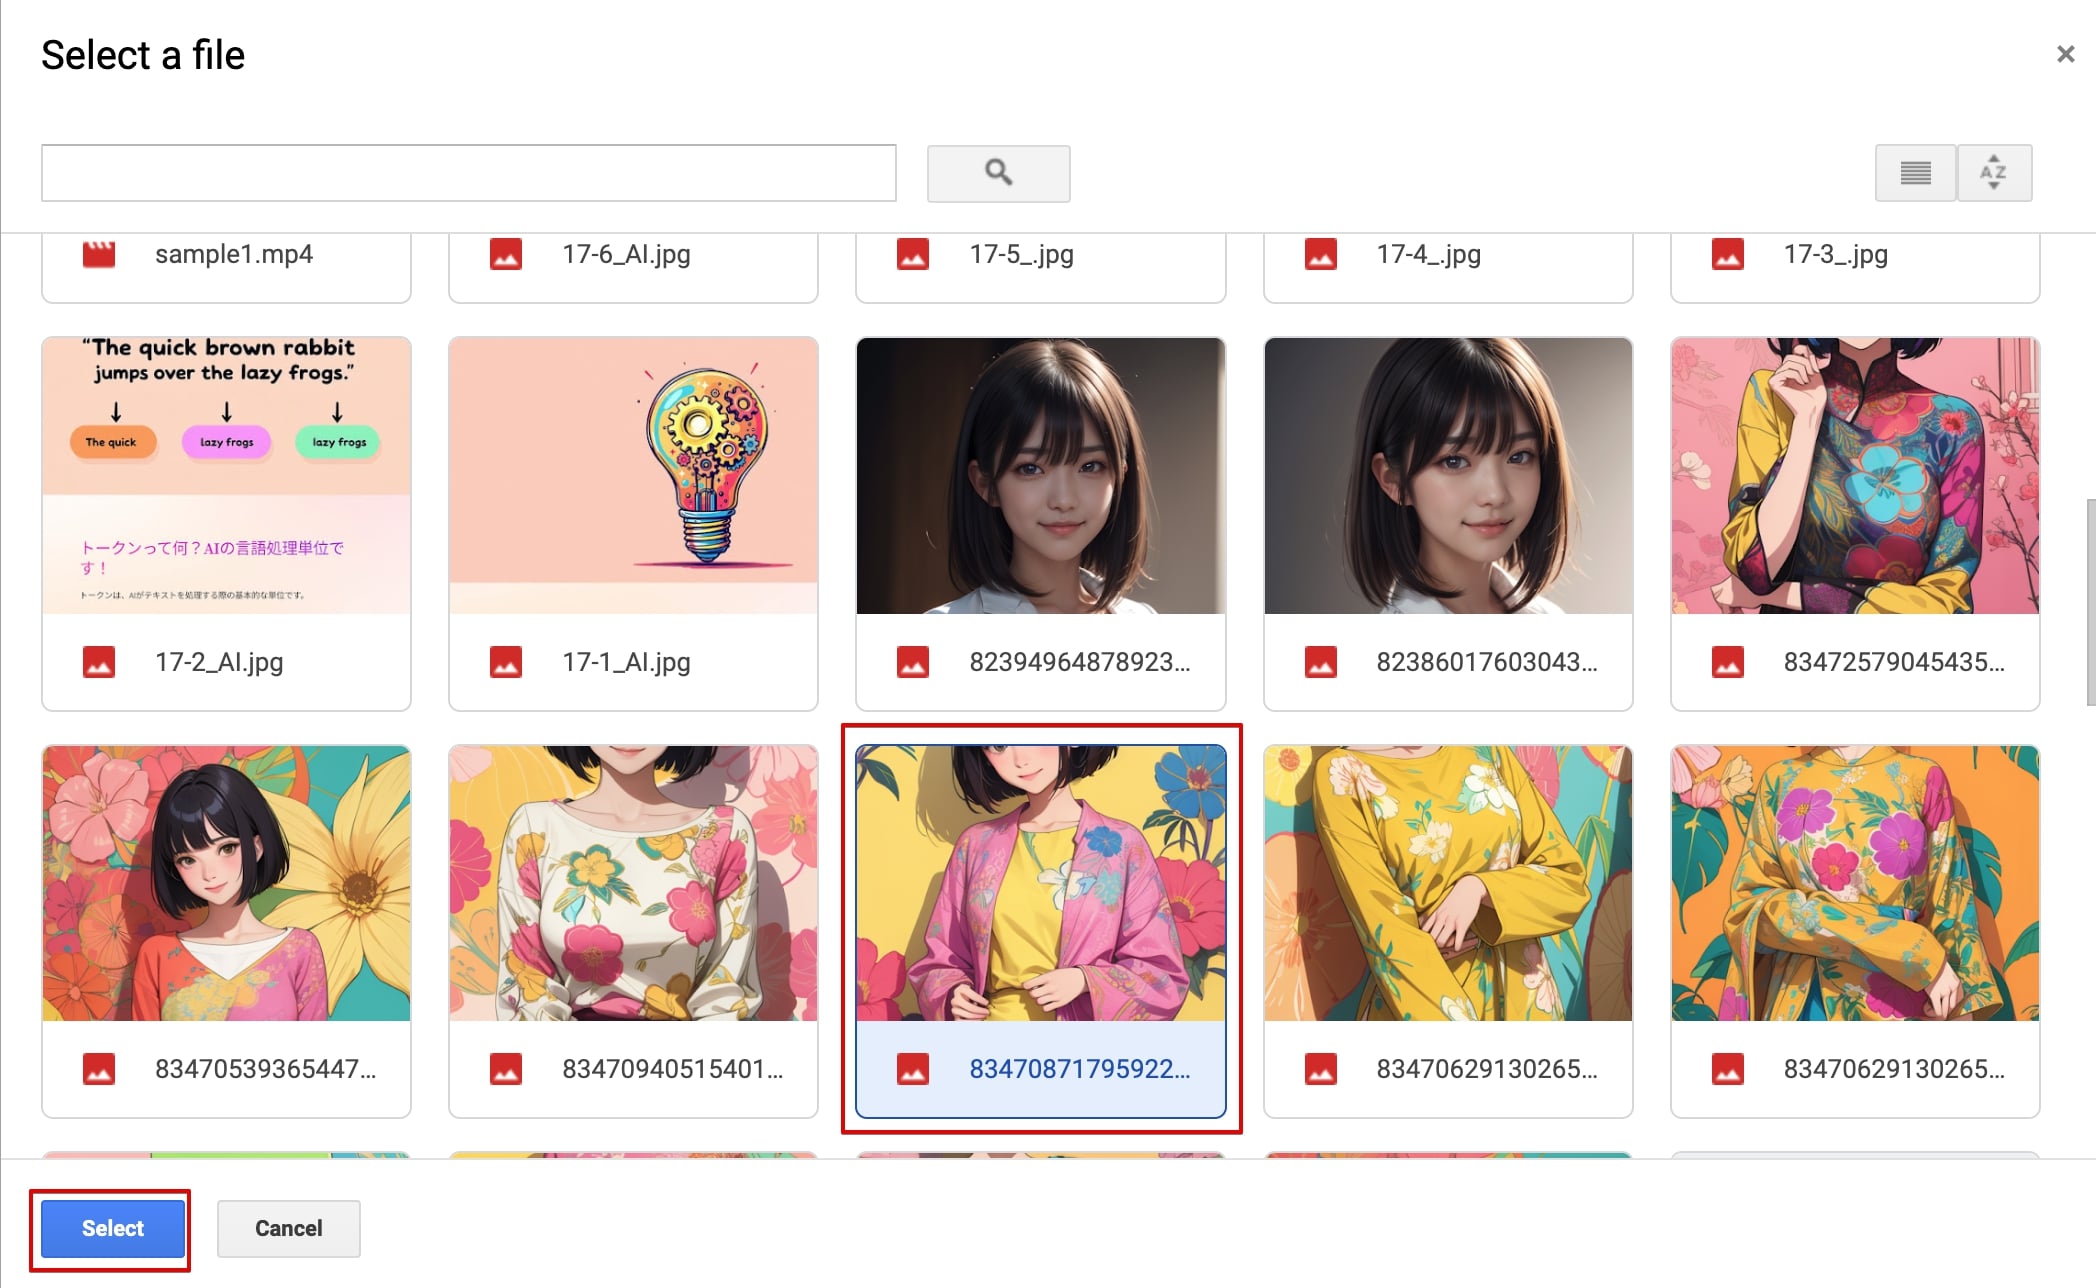 Select a file
AZ
sample1.mp4
17-6_AI.jpg
17-5_.jpg
17-4_.jpg
17-3_.jpg
“The quick brown rabbit
jumps over the lazy frogs.”
The quick
lazy frogs
lazy frogs
トークンって何？AIの言語処理単位で
す！
トークンは、AIがテキストを処理する際の基本的な単位です。
17-2_AI.jpg
17-1_AI.jpg
82394964878923...
82386017603043...
83472579045435...
83470539365447...
83470940515401...
83470871795922...
83470629130265...
83470629130265...
Select
Cancel